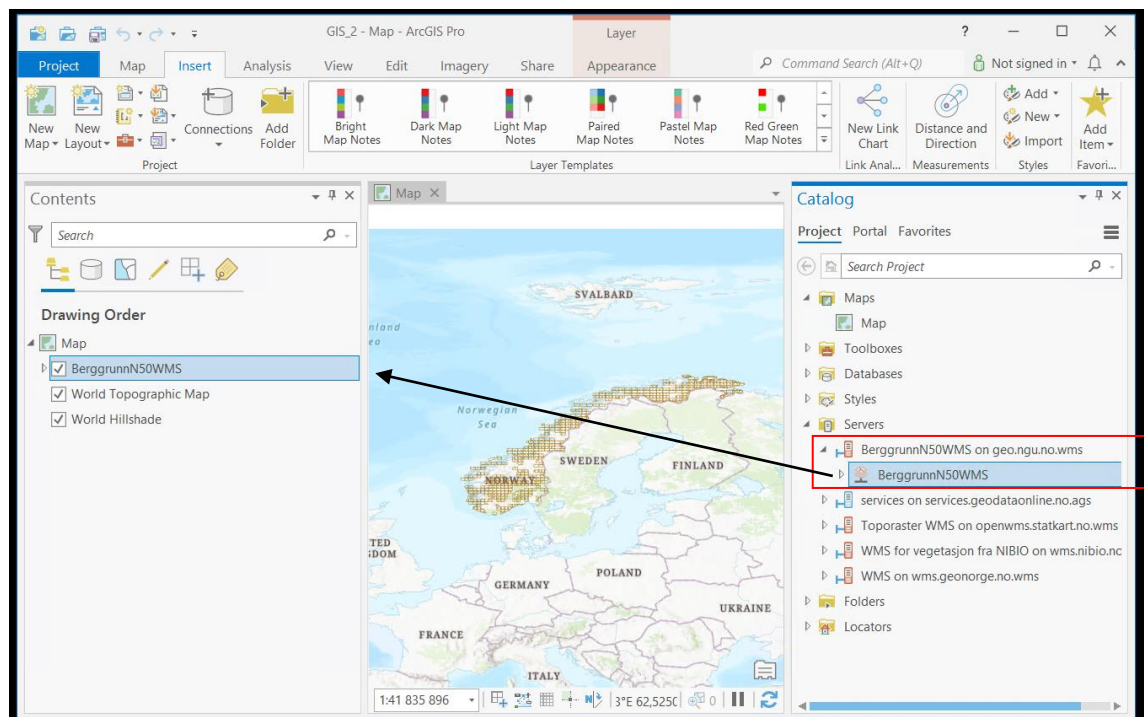 GIS_2 - Map - ArcGIS Pro
Layer
?
Project Map Insert Analysis View Edit Imagery Share Appearance
Command Search (Alt+Q)
Not signed in
New Map
New Layout
Connections
Add Folder
Project
Bright Map Notes
Dark Map Notes
Light Map Notes
Paired Map Notes
Pastel Map Notes
Red Green Map Notes
Layer Templates
New Link Chart
Link Anal...
Distance and Direction
Measurements
Add
New
Import
Styles
Add Item
Favori...
Contents
Search
Drawing Order
Map
BerggrunnN50WMS
World Topographic Map
World Hillshade
Map
SVALBARD
nland
ea
Norwegian
Sea
SWEDEN
FINLAND
NORWAY
TED
GDOM
POLAND
GERMANY
UKRAINE
FRANCE
ITALY
1:41 835 896
N
3°E 62,525
0
Catalog
Project Portal Favorites
Search Project
Maps
Map
Toolboxes
Databases
Styles
Servers
BerggrunnN50WMS on geo.ngu.no.wms
BerggrunnN50WMS
services on services.geodataonline.no.ags
Toporaster WMS on openwms.statkart.no.wms
WMS for vegetasjon fra NIBIO on wms.nibio.nc
WMS on wms.geonorge.no.wms
Folders
Locators